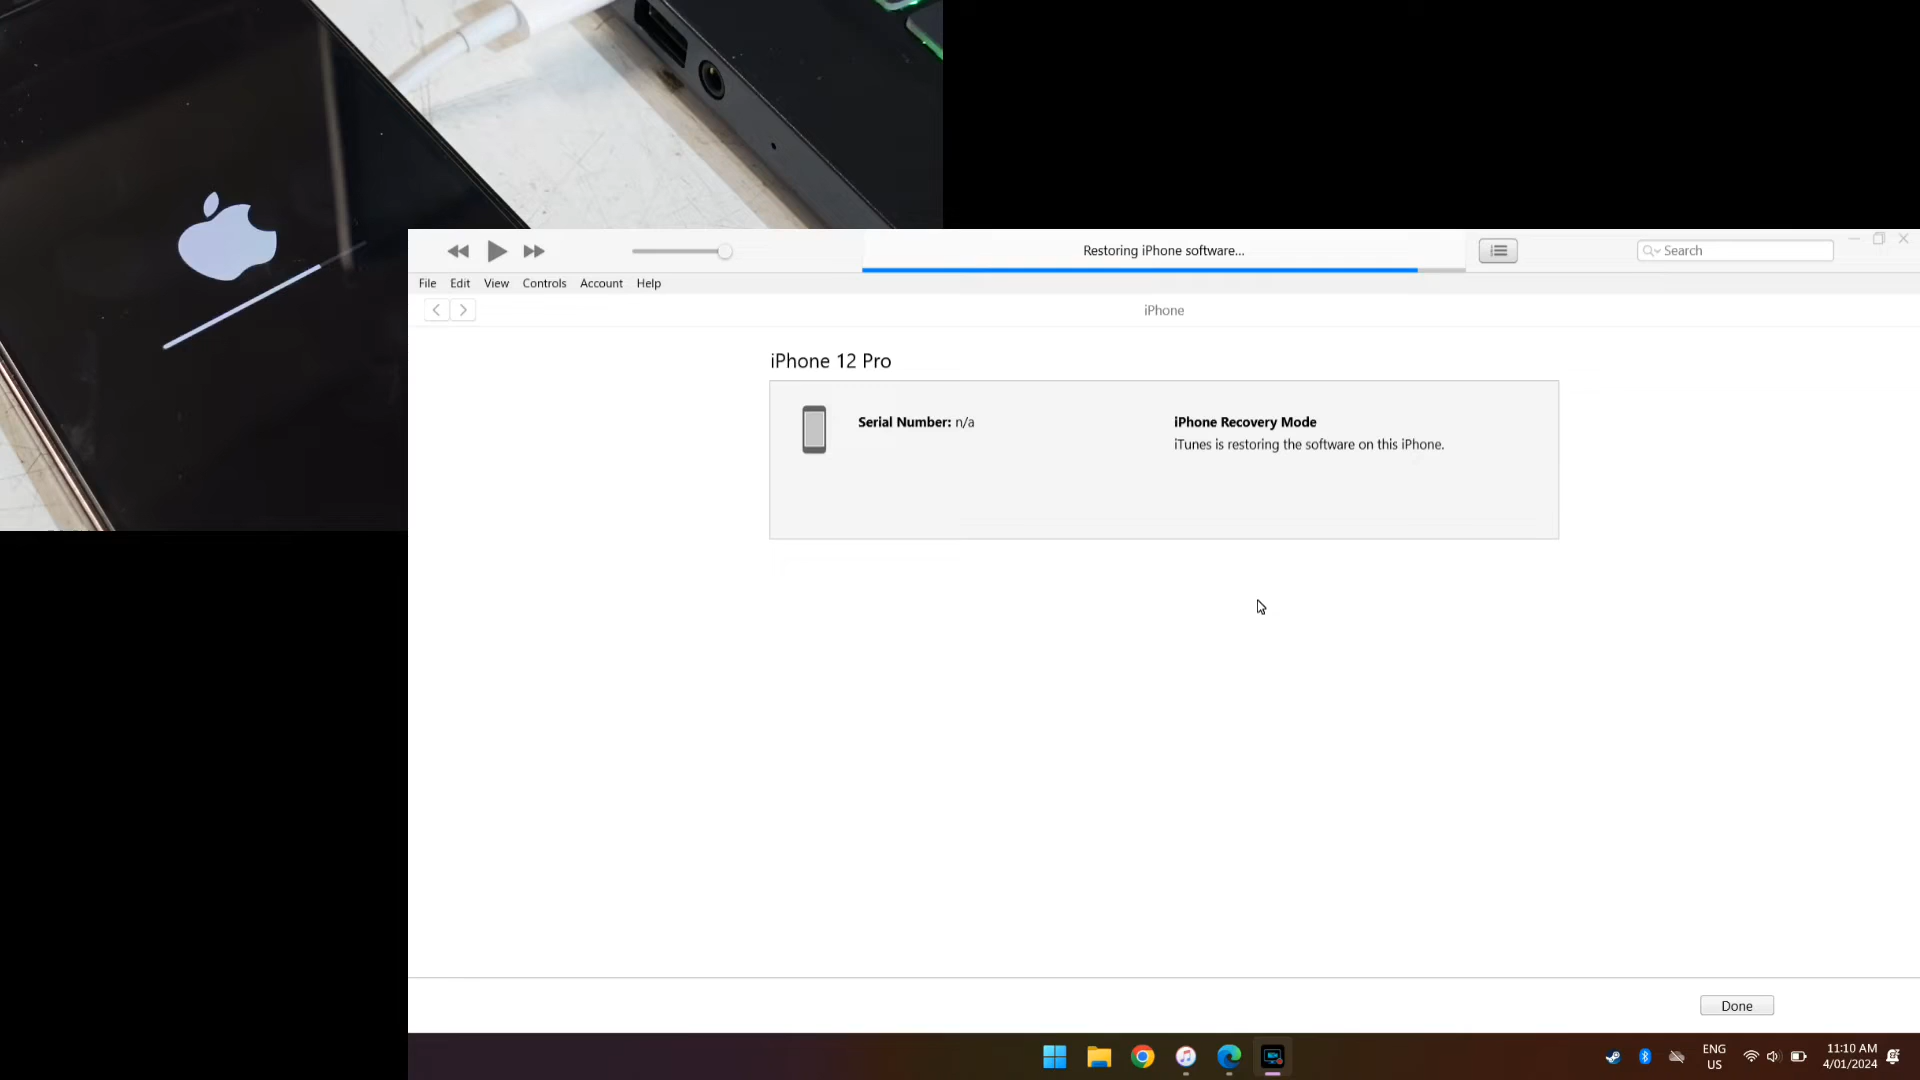 Restoring iPhone software...
Search
File Edit View Controls Account Help
iPhone
iPhone 12 Pro
Serial Number: n/a
iPhone Recovery Mode
iTunes is restoring the software on this iPhone.
Done
ENG
US
11:10 AM
4/01/2024